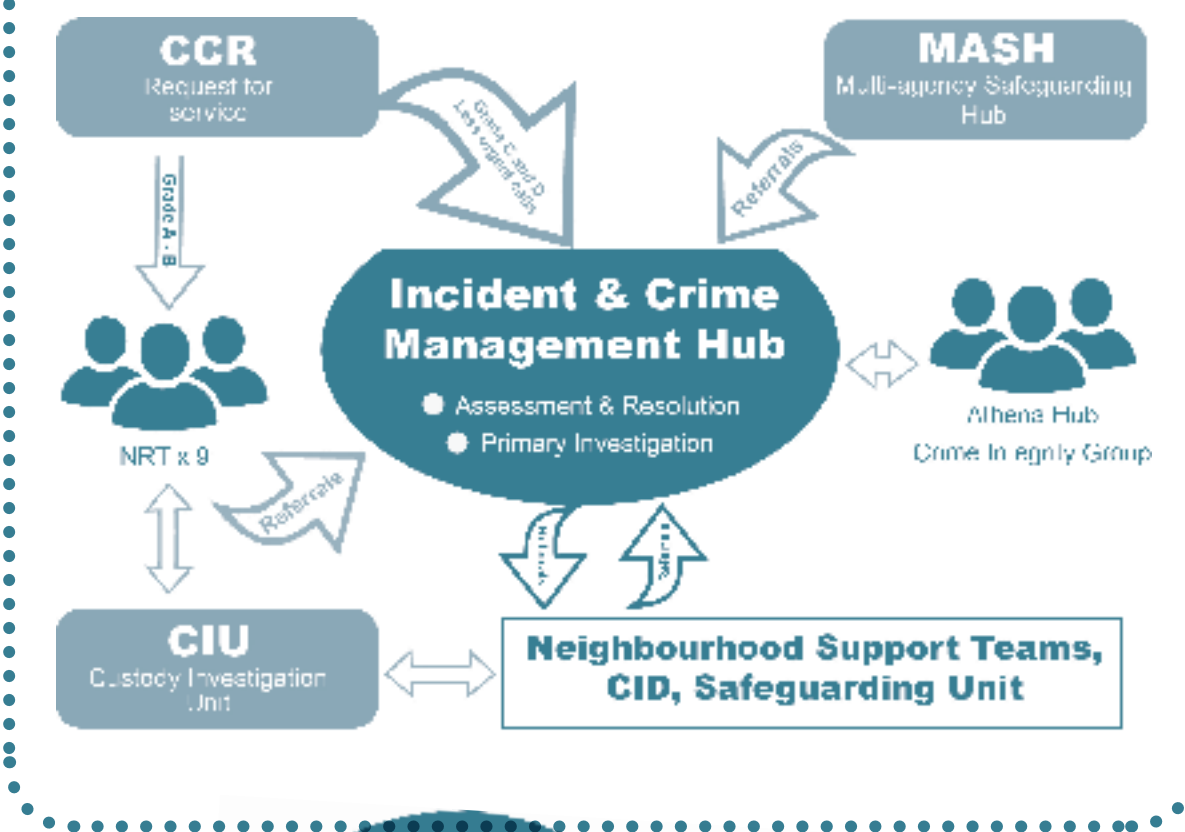 CCR
Request for
service
MASH
Multi-agency Safeguarding
Hub
Grade C and D
Less urgent calls
Referrals
Grade A - B
Incident & Crime
Management Hub
Assessment & Resolution
Primary Investigation
NRT x 9
Athena Hub
Crime Integrity Group
Referrals
Referrals
Referrals
CIU
Custody Investigation
Unit
Neighbourhood Support Teams,
CID, Safeguarding Unit